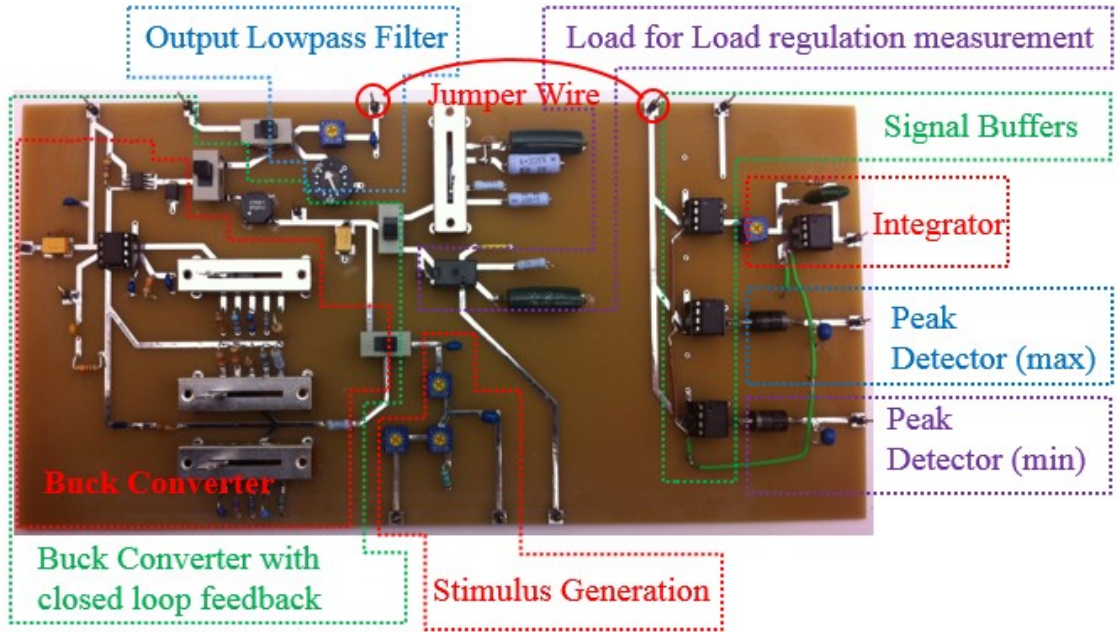 Output Lowpass Filter
Load for Load regulation measurement
Jumper Wire
Signal Buffers
Integrator
Peak
Detector (max)
Peak
Detector (min)
Buck Converter
Buck Converter with
closed loop feedback
Stimulus Generation